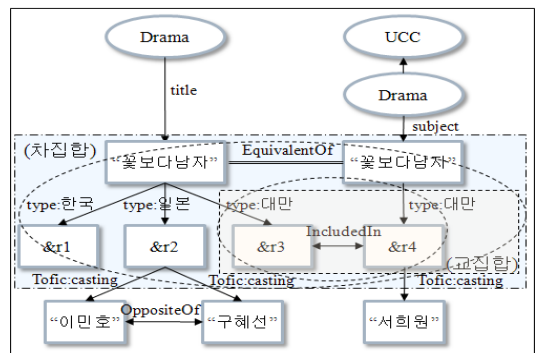 Drama UCC
title Drama
subject
(차집합) "꽃보다남자" EquivalentOf "꽃보다남자"
type:한국 type:일본 type:대만 type:대만
&r1 &r2 &r3 IncludedIn &r4
(교집합)
Tofic:casting Tofic:casting Tofic:casting
"이민호" OppositeOf "구혜선" "서희원"